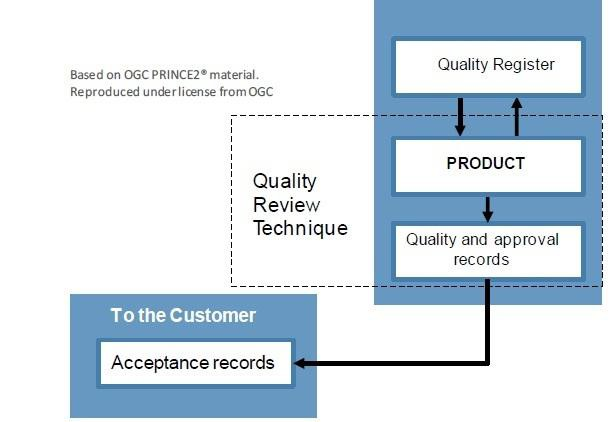 Based on OGC PRINCE2® material.
Reproduced under license from OGC
Quality Register
PRODUCT
Quality
Review
Technique
Quality and approval
records
To the Customer
Acceptance records